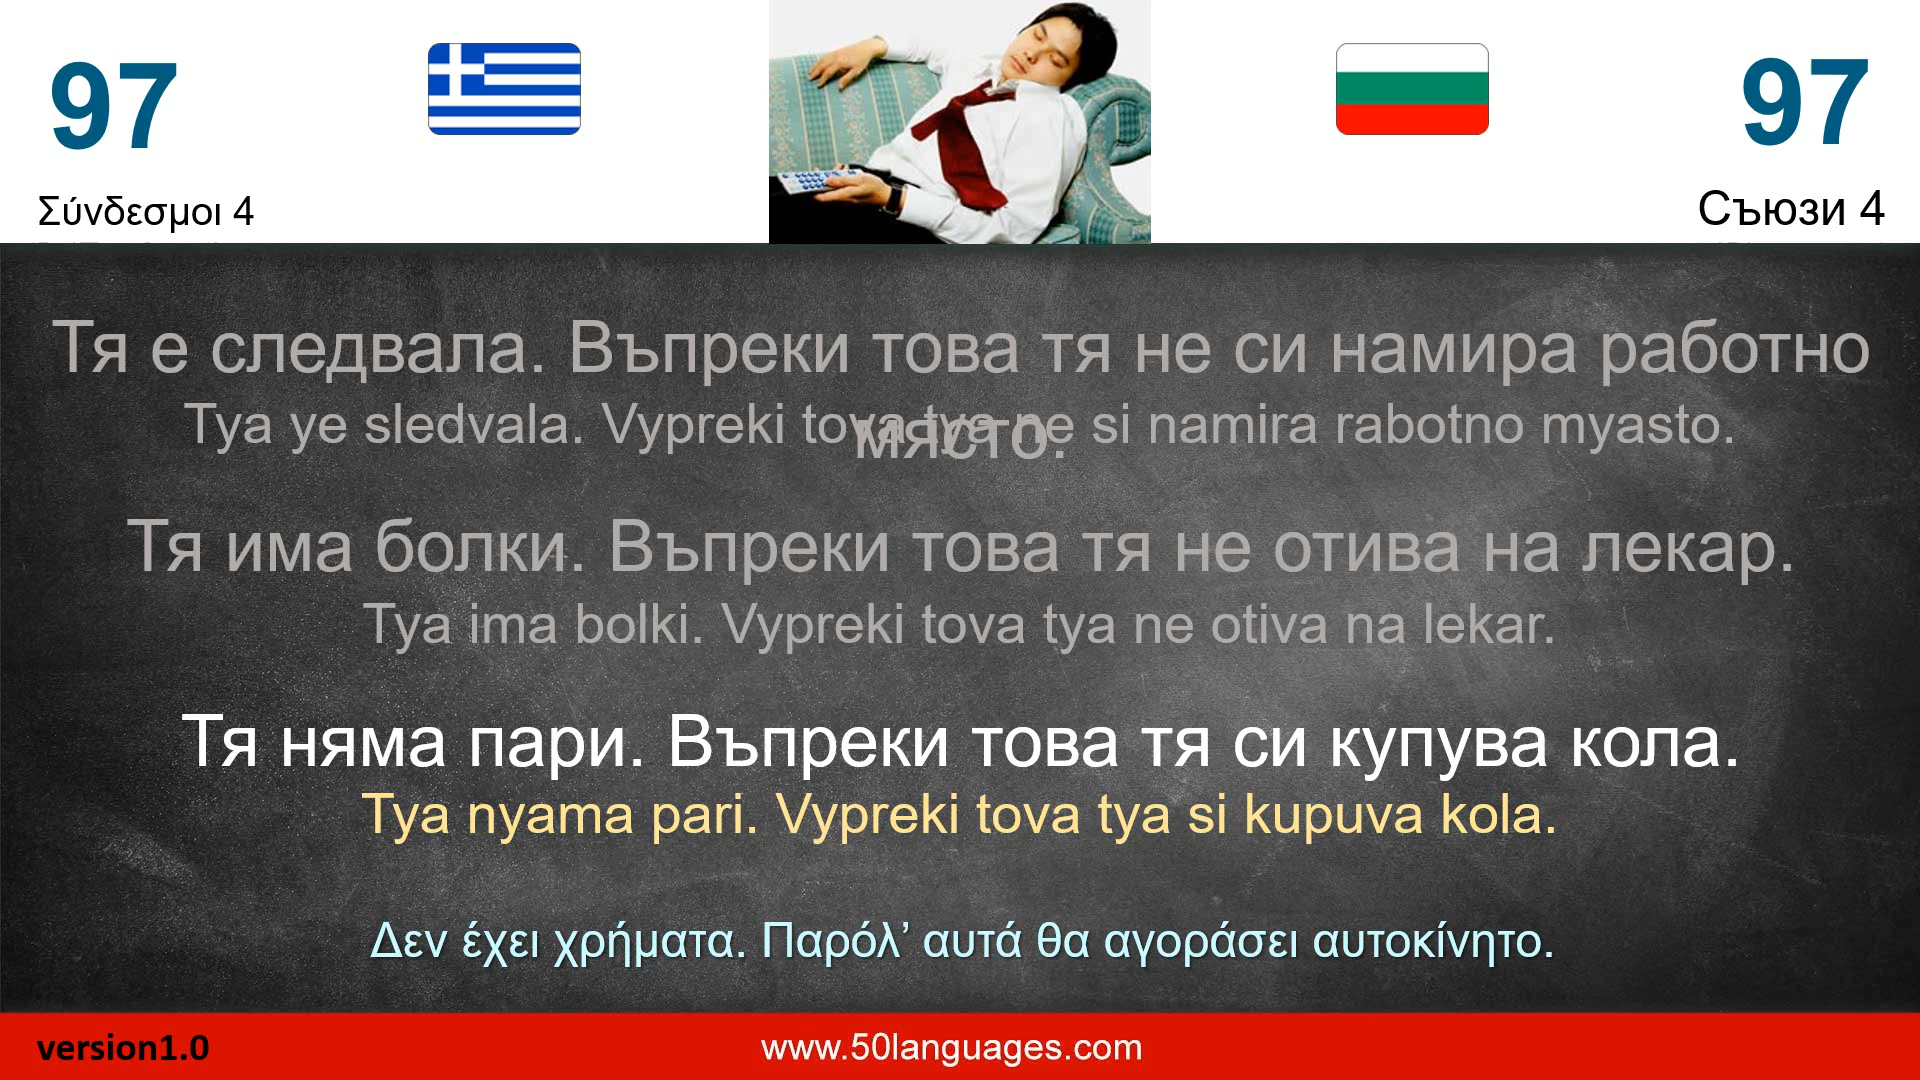 97
97
Σύνδεσμοι 4
Съюзи 4
Тя е следвала. Въпреки това тя не си намира работно
място.
Tya ye sledvala. Vypreki tova tya ne si namira rabotno myasto.
Тя има болки. Въпреки това тя не отива на лекар.
Tya ima bolki. Vypreki tova tya ne otiva na lekar.
Тя няма пари. Въпреки това тя си купува кола.
Tya nyama pari. Vypreki tova tya si kupuva kola.
Δεν έχει χρήματα. Παρόλ’ αυτά θα αγοράσει αυτοκίνητο.
version1.0
www.50languages.com